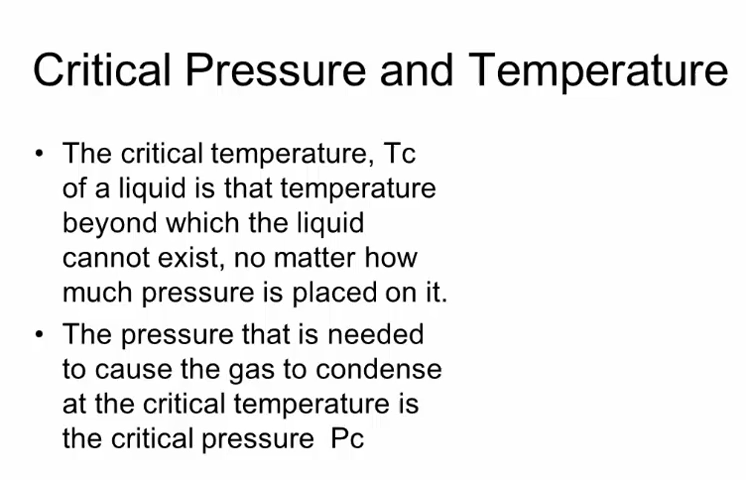 Critical Pressure and Temperature
• The critical temperature, Tc
of a liquid is that temperature
beyond which the liquid
cannot exist, no matter how
much pressure is placed on it.
• The pressure that is needed
to cause the gas to condense
at the critical temperature is
the critical pressure  Pc